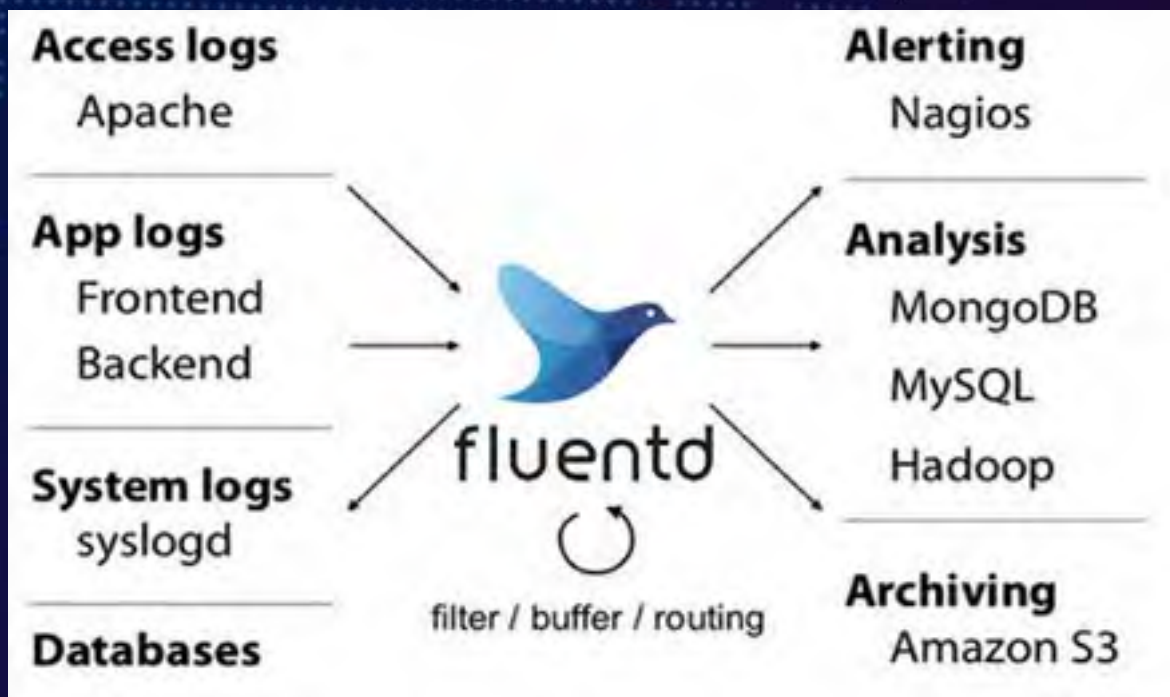 Access logs
Apache
App logs
Frontend
Backend
System logs
syslogd
Databases
fluentd
filter / buffer / routing
Alerting
Nagios
Analysis
MongoDB
MySQL
Hadoop
Archiving
Amazon S3